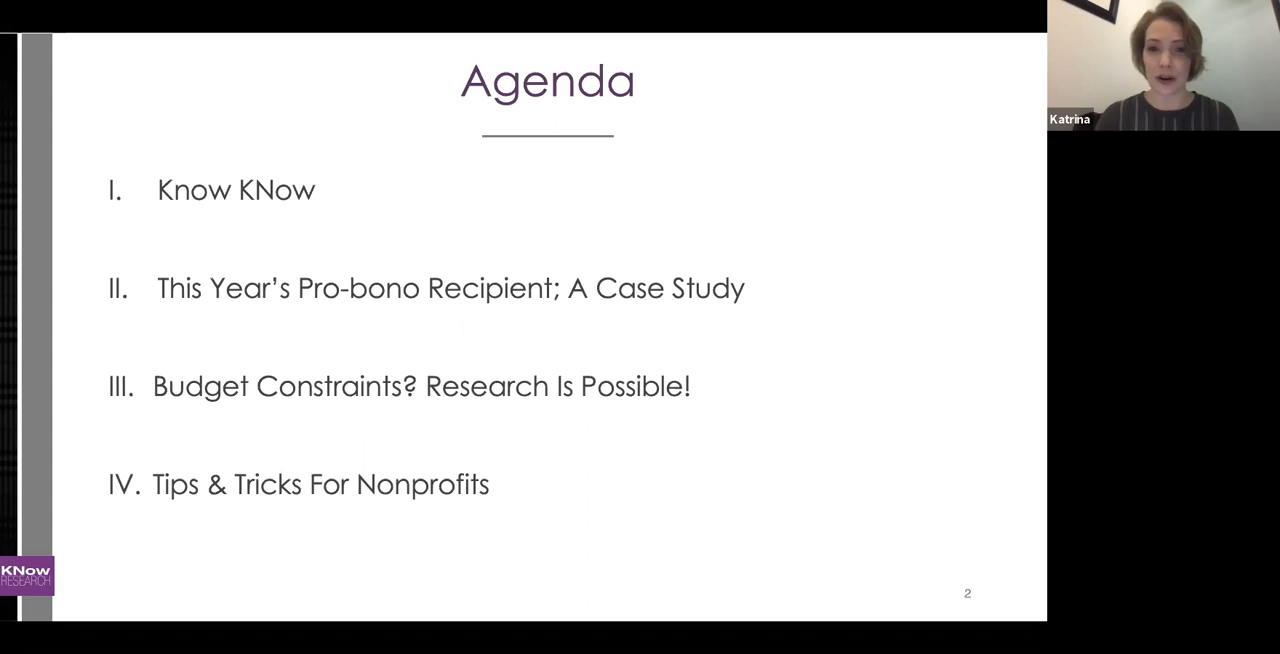 Agenda
I. Know KNow
II. This Year’s Pro-bono Recipient; A Case Study
III. Budget Constraints? Research Is Possible!
IV. Tips & Tricks For Nonprofits
KNow
RESEARCH
2
Katrina